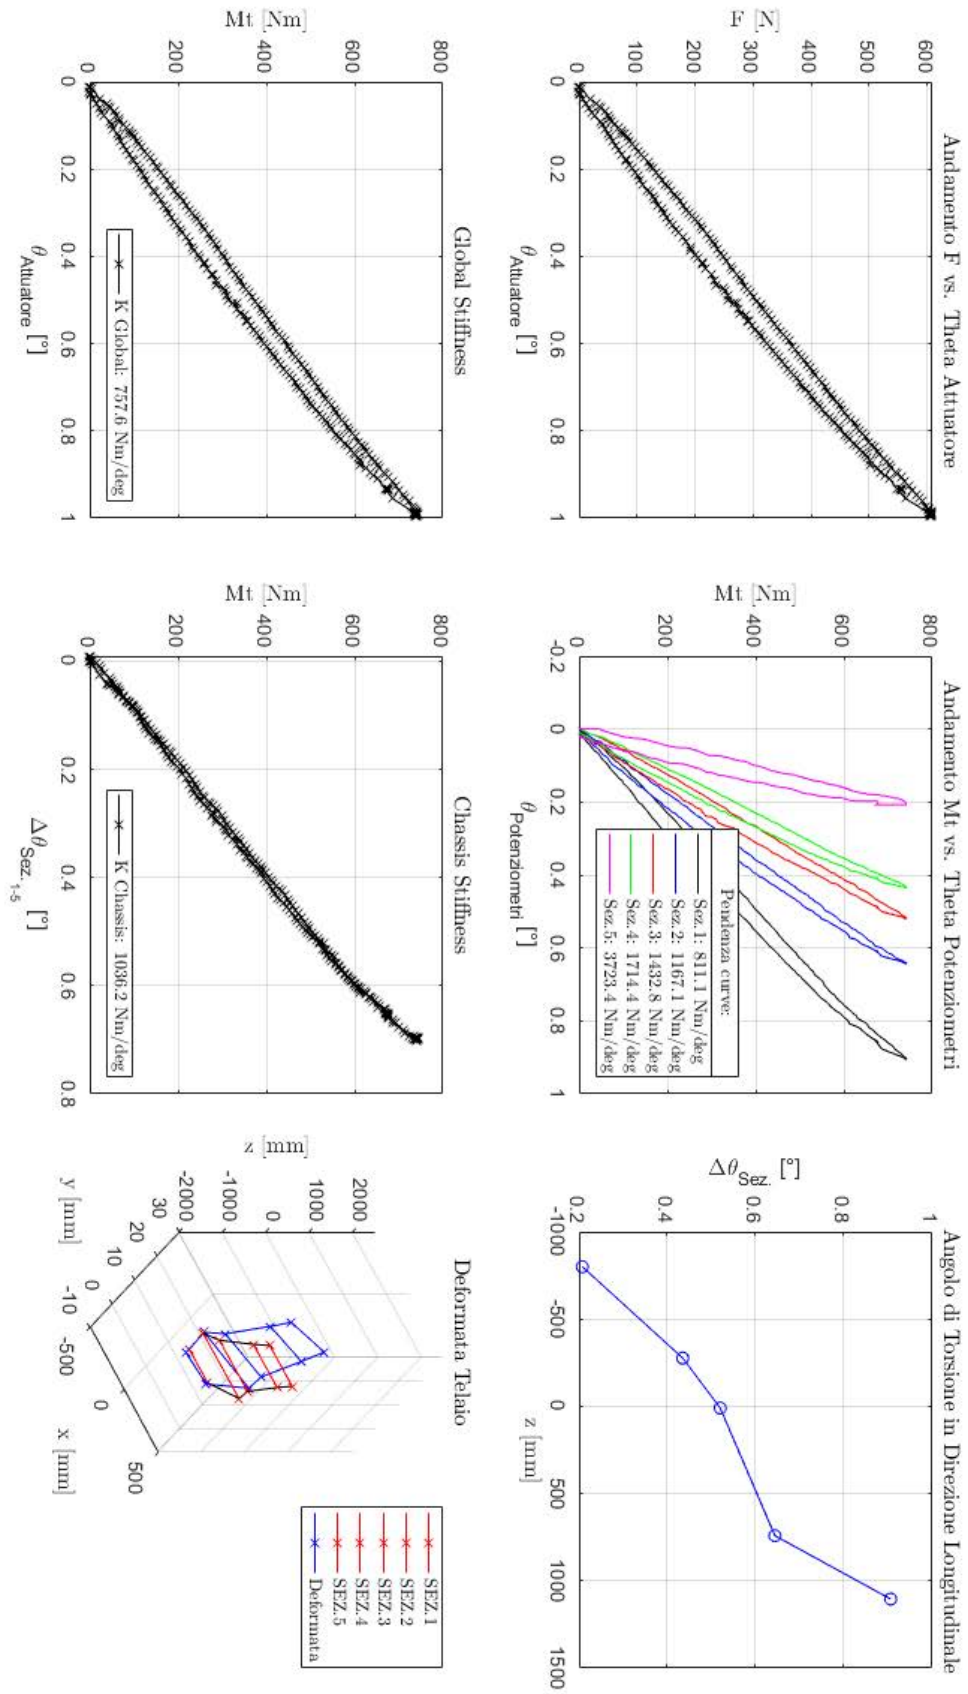 Andamento F vs. Theta Attuatore
F [N]
600
500
400
300
200
100
0
0
0.2
0.4
0.6
0.8
1
θ Attuatore [°]
Andamento Mt vs. Theta Potenziometri
Mt [Nm]
800
600
400
200
0
-0.2
0
0.2
0.4
0.6
0.8
1
θ Potenziometri [°]
Pendenza curve:
Sez.1: 811.1 Nm/deg
Sez.2: 1167.1 Nm/deg
Sez.3: 1432.8 Nm/deg
Sez.4: 1714.4 Nm/deg
Sez.5: 3723.4 Nm/deg
Angolo di Torsione in Direzione Longitudinale
Δθ Sez. [°]
1
0.8
0.6
0.4
0.2
-1000
-500
0
500
1000
1500
z [mm]
Global Stiffness
Mt [Nm]
800
600
400
200
0
0
0.2
0.4
0.6
0.8
1
θ Attuatore [°]
K Global: 757.6 Nm/deg
Chassis Stiffness
Mt [Nm]
800
600
400
200
0
0
0.2
0.4
0.6
0.8
Δθ Sez. 1-5 [°]
K Chassis: 1036.2 Nm/deg
Deformata Telaio
z [mm]
2000
1000
0
-1000
-2000
30
20
10
0
-10
y [mm]
-500
0
500
x [mm]
SEZ.1
SEZ.2
SEZ.3
SEZ.4
SEZ.5
Deformata